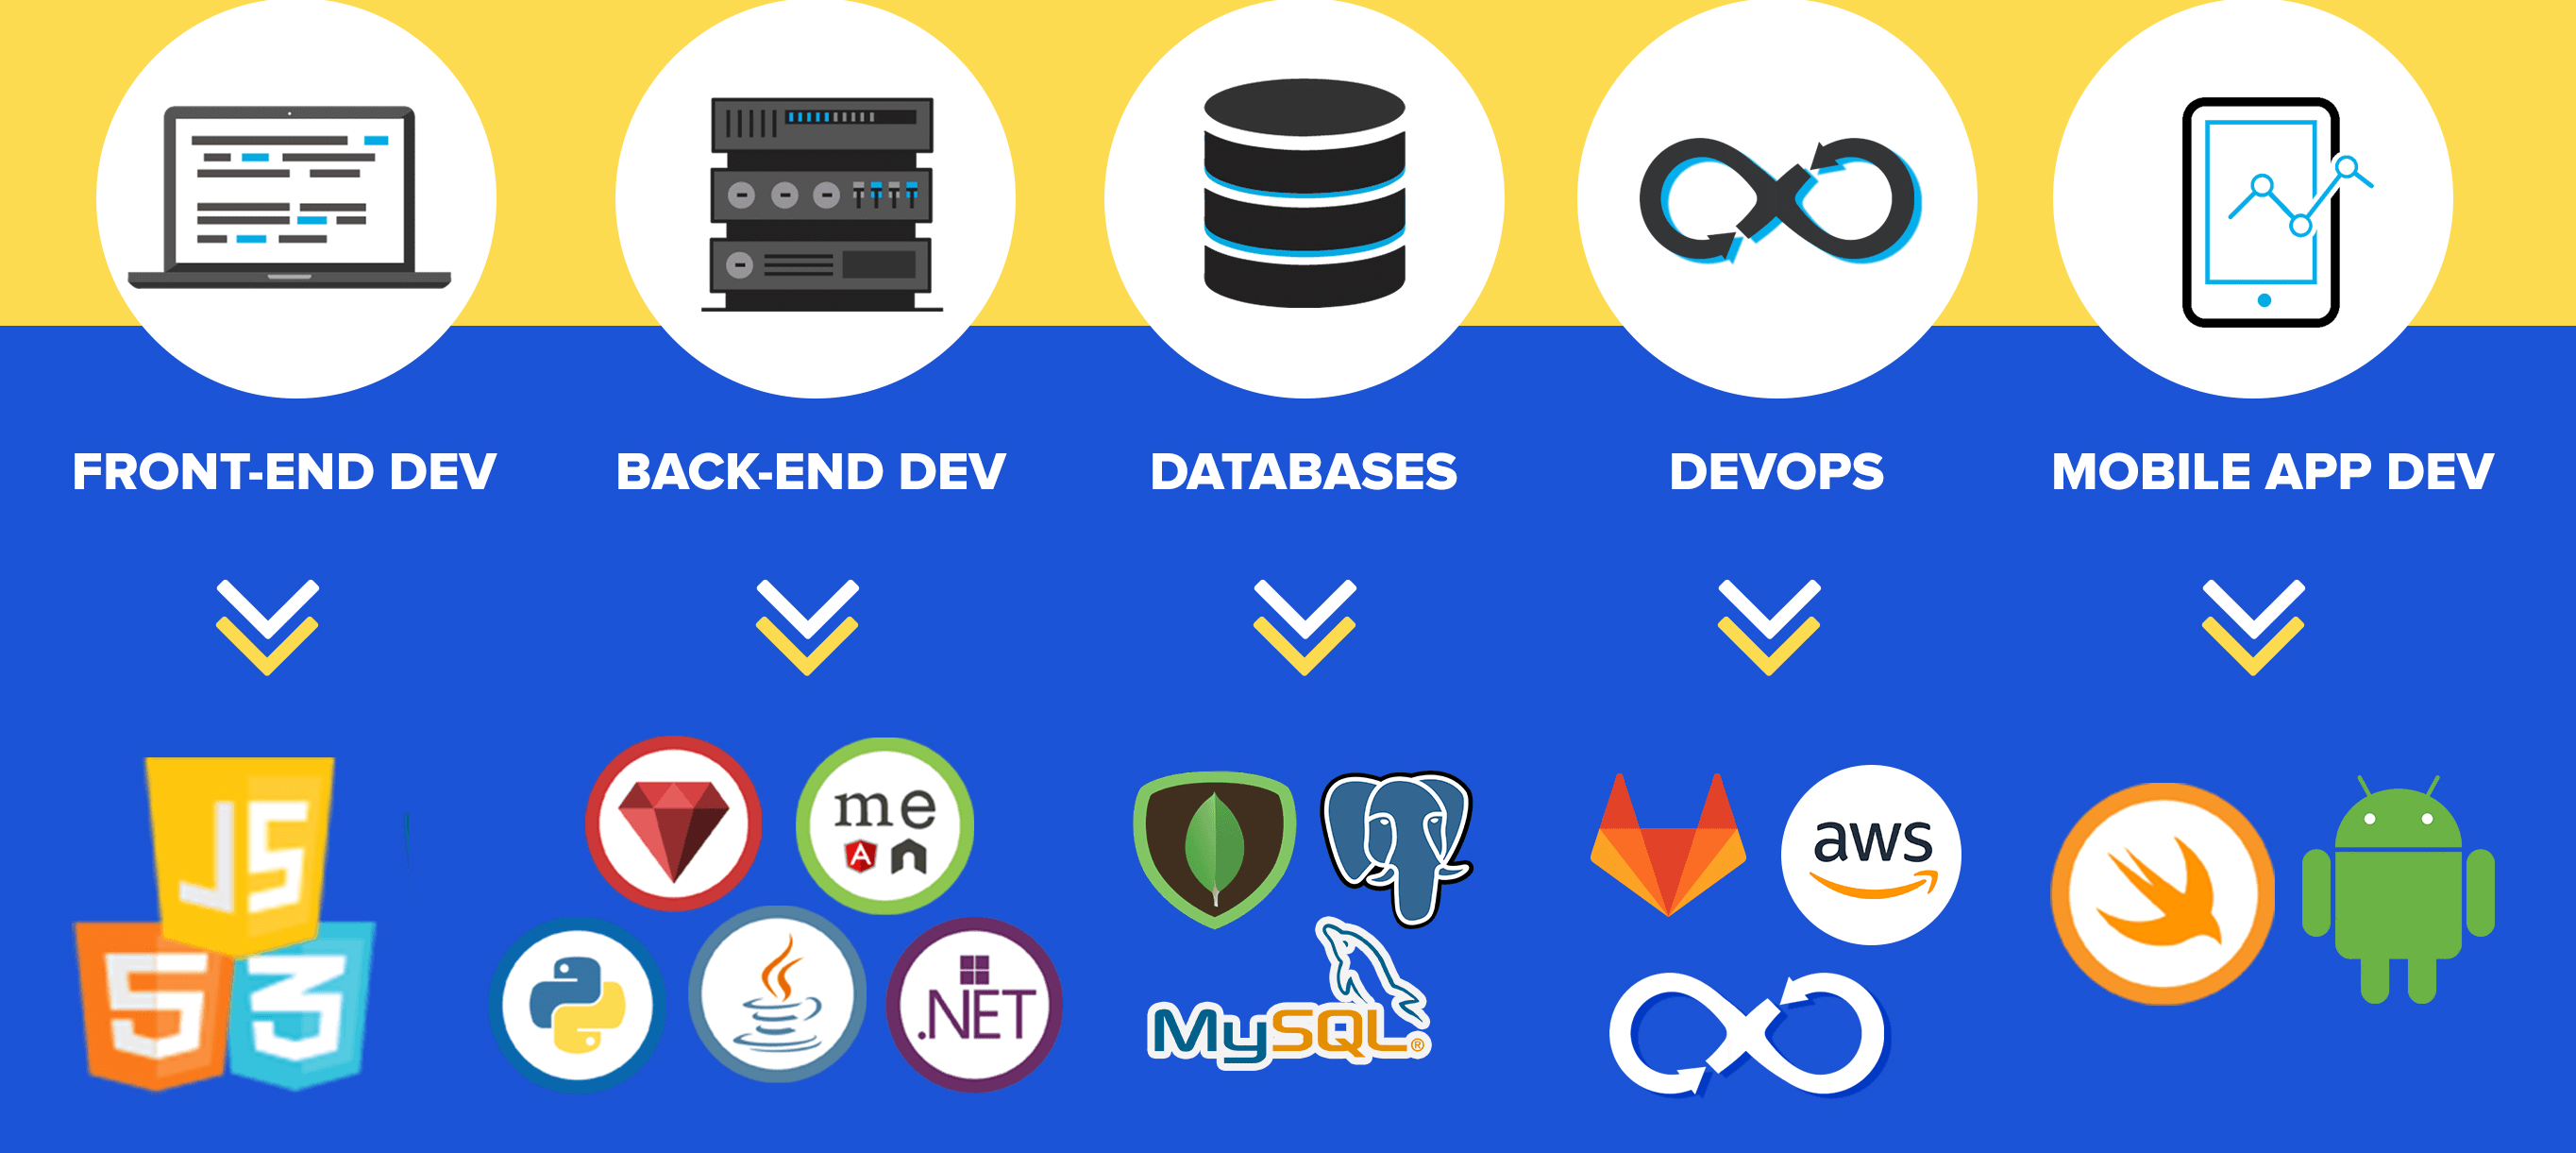 FRONT-END DEV
BACK-END DEV
DATABASES
DEVOPS
MOBILE APP DEV
JS
5
3
me
A
n
.NET
MySQL®
aws